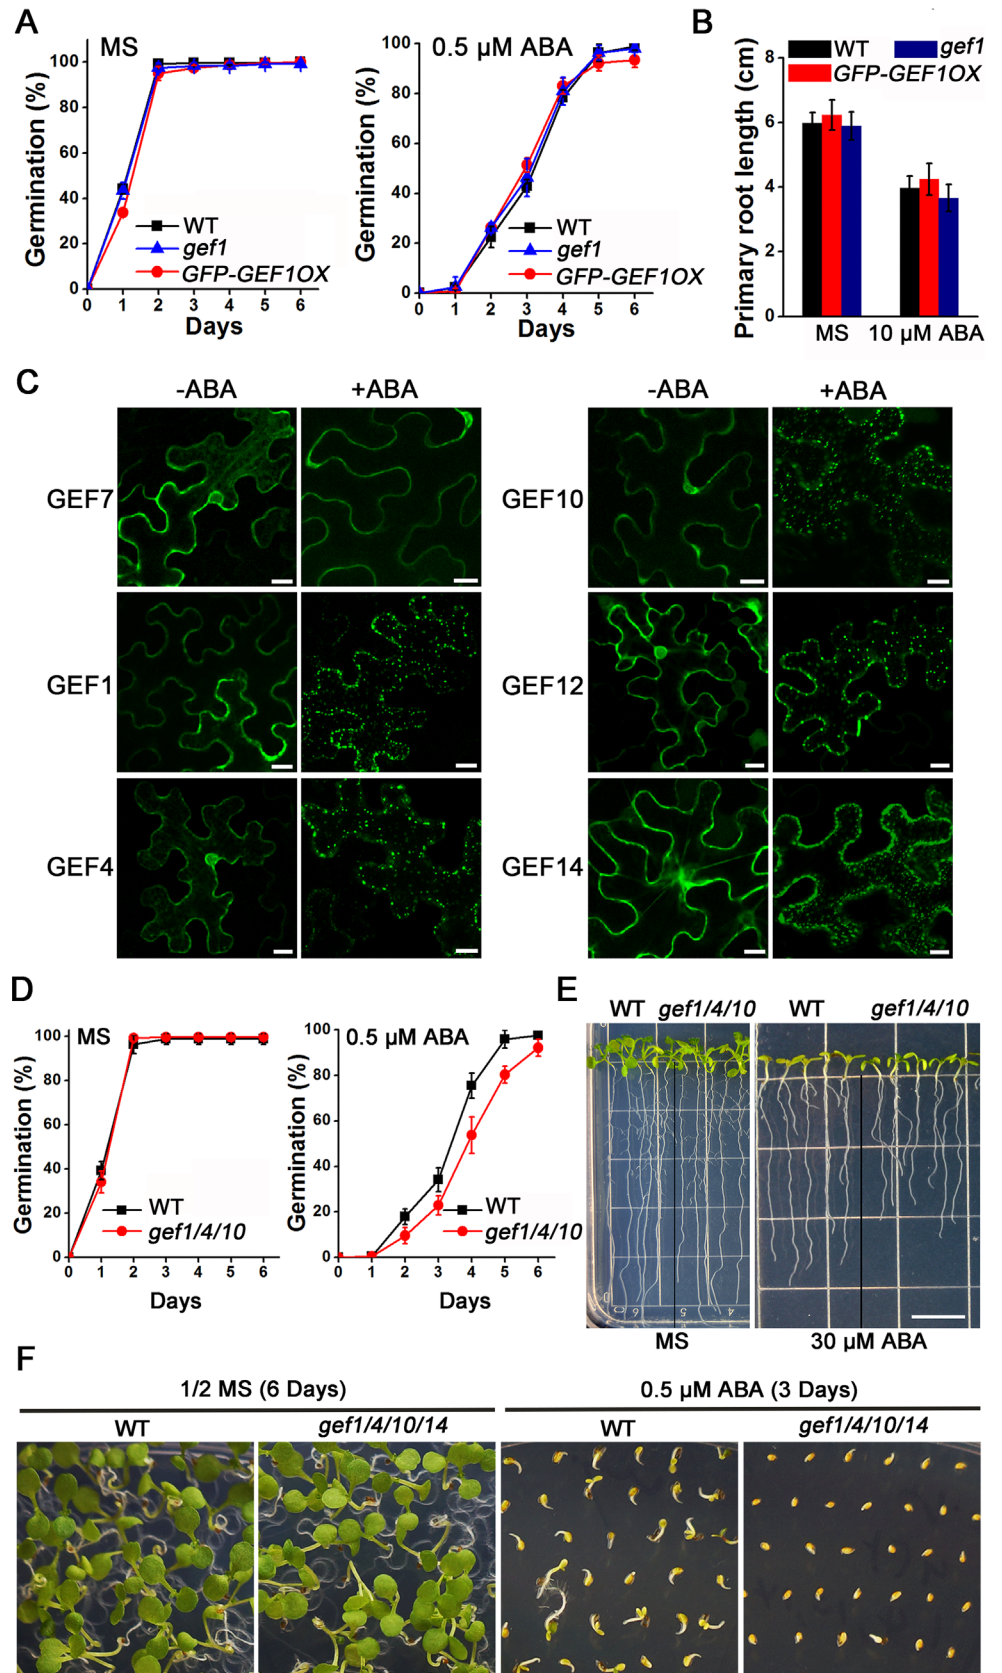 A
MS
Germination (%)
100
80
60
40
20
0
0 1 2 3 4 5 6
Days
WT
gef1
GFP-GEF1OX
0.5 µM ABA
Germination (%)
100
80
60
40
20
0
0 1 2 3 4 5 6
Days
WT
gef1
GFP-GEF1OX
B
WT gef1
GFP-GEF1OX
Primary root length (cm)
8
6
4
2
0
MS 10 µM ABA
C
-ABA +ABA -ABA +ABA
GEF7 GEF10
GEF1 GEF12
GEF4 GEF14
D
MS
Germination (%)
100
80
60
40
20
0
0 1 2 3 4 5 6
Days
WT
gef1/4/10
0.5 µM ABA
Germination (%)
100
80
60
40
20
0
0 1 2 3 4 5 6
Days
WT
gef1/4/10
E
WT gef1/4/10 WT gef1/4/10
6 5 4
MS 30 µM ABA
F
1/2 MS (6 Days) 0.5 µM ABA (3 Days)
WT gef1/4/10/14 WT gef1/4/10/14